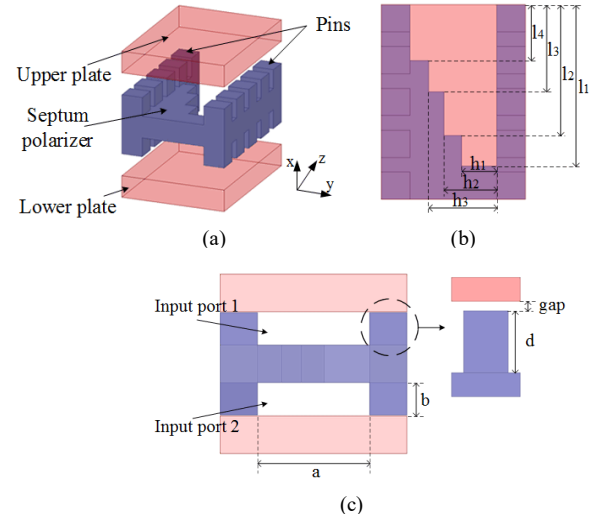 Pins
Upper plate
Septum
polarizer
Lower plate
x
z
y
(a)
l4
l3
l2
l1
h1
h2
h3
(b)
Input port 1
gap
d
b
Input port 2
a
(c)